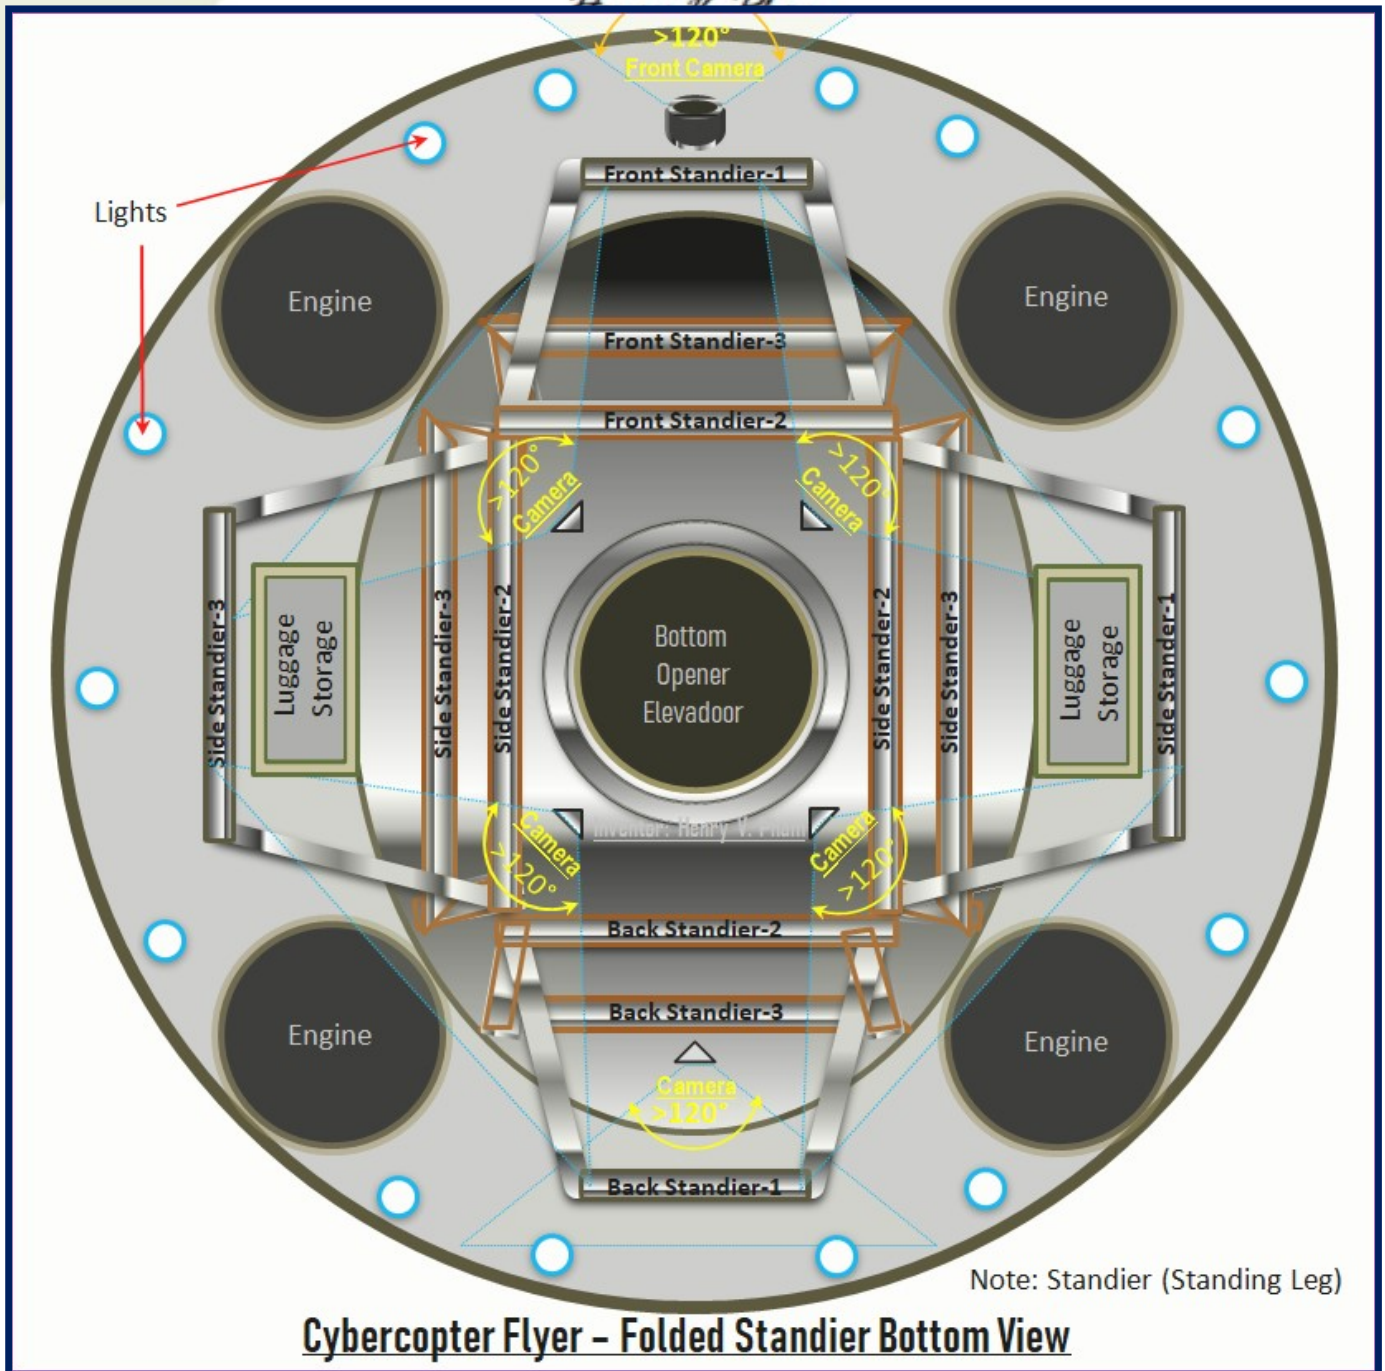 >120°
Front Camera
Front Standier-1
Lights
Engine
Engine
Front Standier-3
Front Standier-2
>120°
Camera
>120°
Camera
Side Standier-3
Luggage
Storage
Side Standier-3
Side Standier-2
Bottom
Opener
Elevadoor
Side Stander-2
Side Standier-3
Luggage
Storage
Side Stander-1
Camera
>120°
Inventor: Henry V.
Camera
>120°
Back Standier-2
Engine
Back Standier-3
Engine
Camera
>120°
Back Standier-1
Note: Standier (Standing Leg)
Cybercopter Flyer – Folded Standier Bottom View